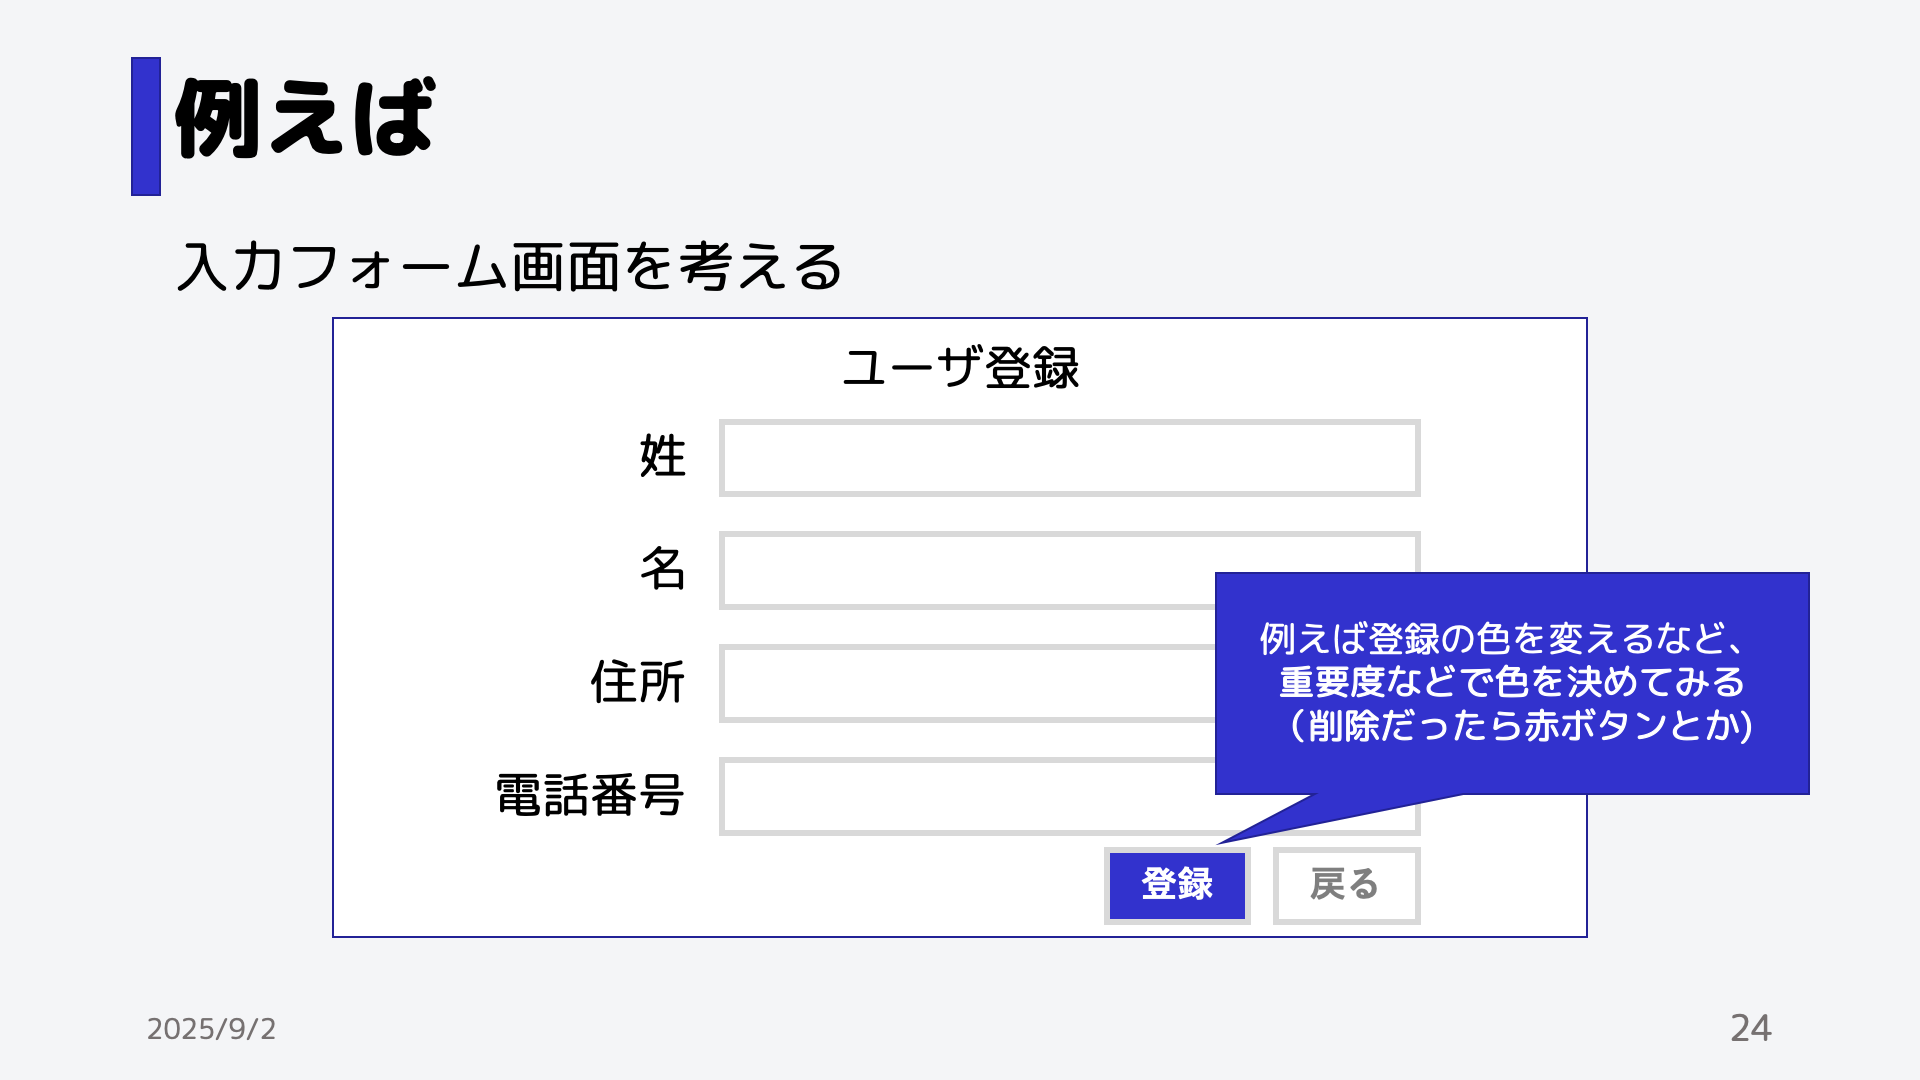 例えば
入力フォーム画面を考える
ユーザ登録
姓
名
住所
電話番号
例えば登録の色を変えるなど、
重要度などで色を決めてみる
（削除だったら赤ボタンとか)
登録
戻る
2025/9/2
24